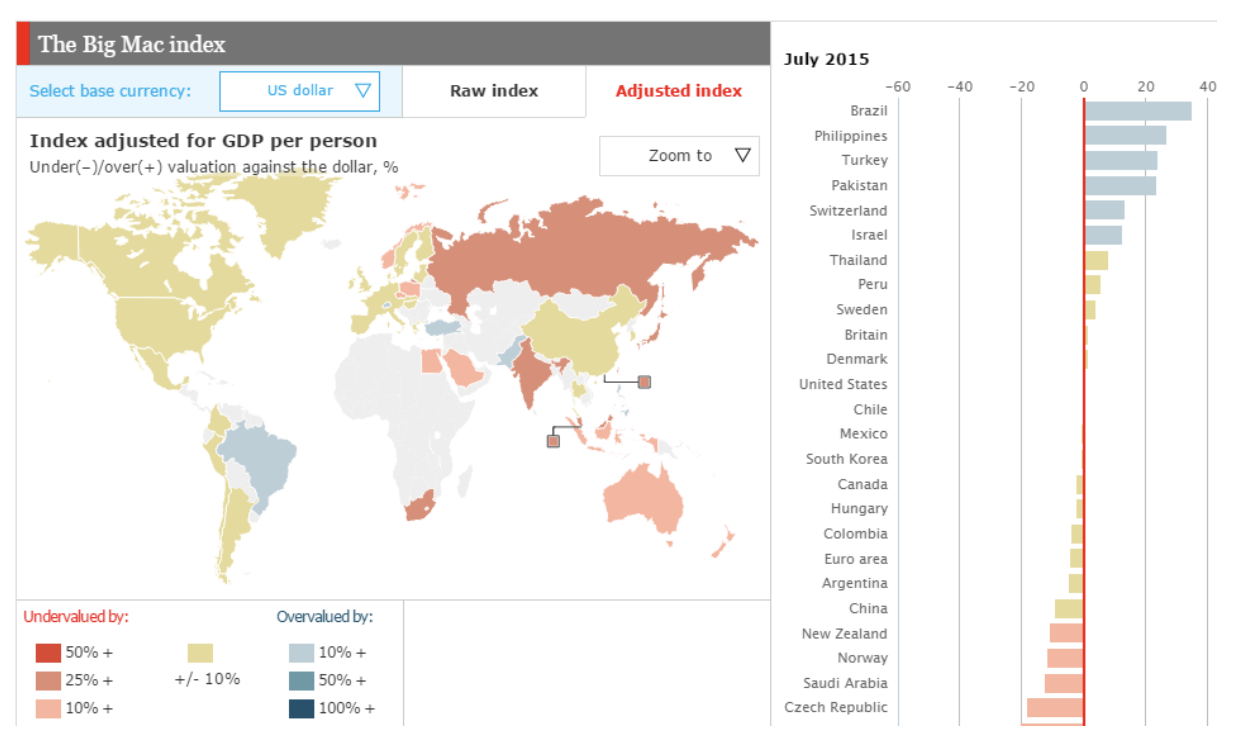 The Big Mac index
Select base currency:
US dollar
Raw index
Adjusted index
Index adjusted for GDP per person
Under(−)/over(+) valuation against the dollar, %
Zoom to
Undervalued by:
50% +
25% +
10% +
+/- 10%
Overvalued by:
10% +
50% +
100% +
July 2015
−60 −40 −20 0 20 40
Brazil
Philippines
Turkey
Pakistan
Switzerland
Israel
Thailand
Peru
Sweden
Britain
Denmark
United States
Chile
Mexico
South Korea
Canada
Hungary
Colombia
Euro area
Argentina
China
New Zealand
Norway
Saudi Arabia
Czech Republic